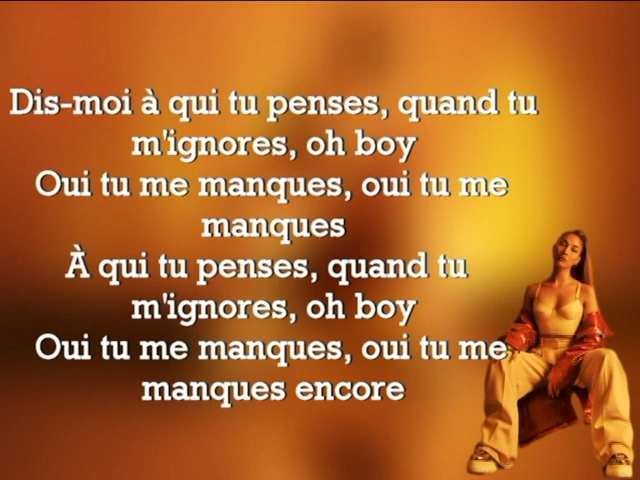 Dis-moi à qui tu penses, quand tu
m'ignores, oh boy
Oui tu me manques, oui tu me
manques
À qui tu penses, quand tu
m'ignores, oh boy
Oui tu me manques, oui tu me
manques encore